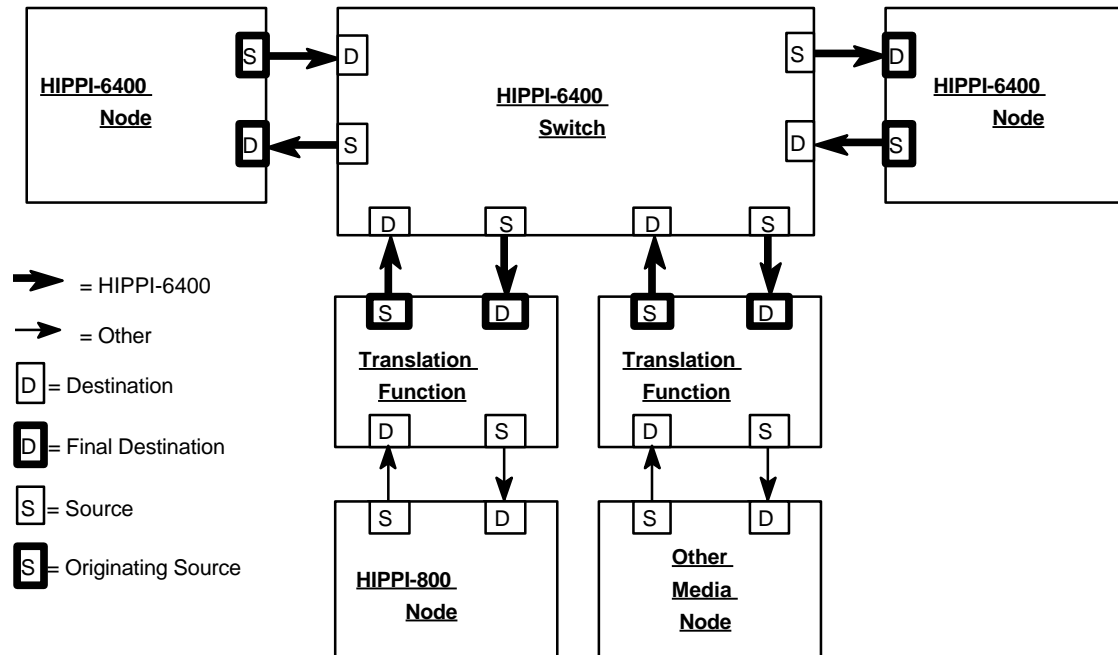 S
D
S
D
HIPPI-6400
Node
HIPPI-6400
Switch
HIPPI-6400
Node
D
S
D
S
D
S
D
S
S
D
S
D
= HIPPI-6400
= Other
D = Destination
D = Final Destination
S = Source
S = Originating Source
Translation
Function
Translation
Function
D
S
D
S
S
D
S
D
HIPPI-800
Node
Other
Media
Node